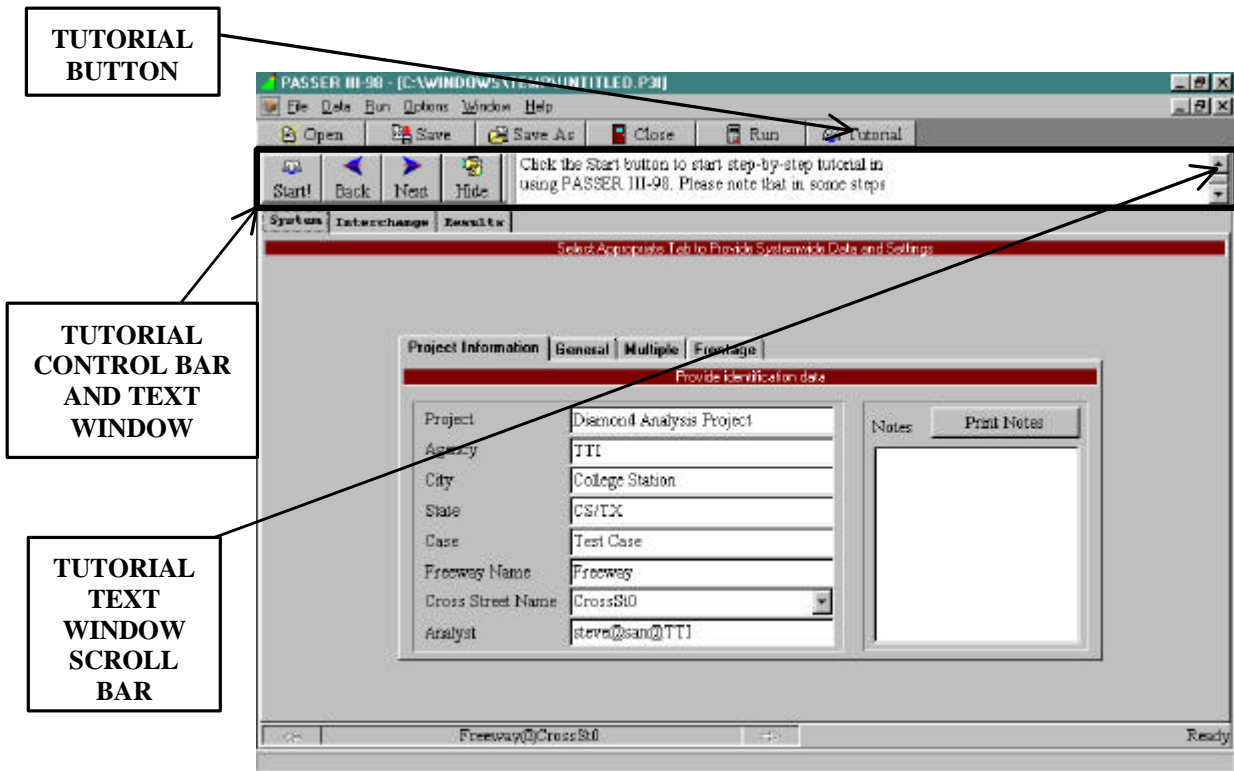 TUTORIAL
BUTTON
PASSER III-98 - [C:\WINDOWS\TEMP\UNTITLED.P3I]
File Data Run Options Window Help
Open Save Save As Close Run Tutorial
Start! Back Next Hide
Click the Start button to start step-by-step tutorial in
using PASSER III-98. Please note that in some steps
System Interchange Results
Select Appropriate Tab to Provide Systemwide Data and Settings
TUTORIAL
CONTROL BAR
AND TEXT
WINDOW
Project Information General Multiple Frontage
Provide identification data
Project Diamond Analysis Project
Agency TTI
City College Station
State CS/TX
Case Test Case
Freeway Name Freeway
Cross Street Name CrossSt0
Analyst steve@san@TTI
Notes Print Notes
TUTORIAL
TEXT
WINDOW
SCROLL
BAR
Freeway@CrossSt0 Ready